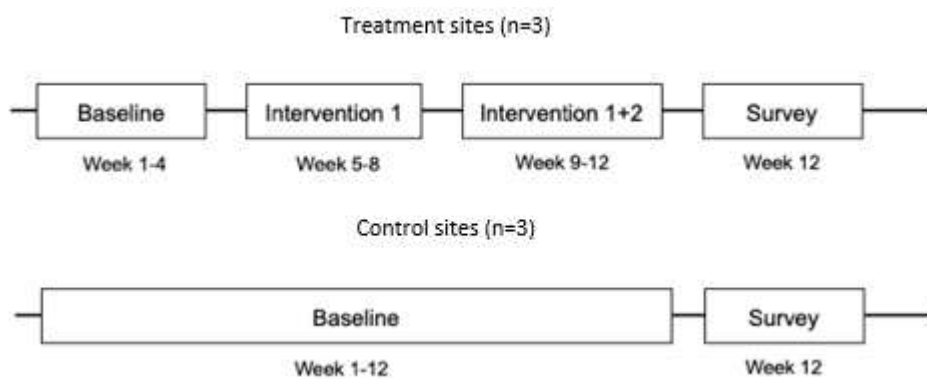 Treatment sites (n=3)
Baseline Intervention 1 Intervention 1+2 Survey
Week 1-4 Week 5-8 Week 9-12 Week 12
Control sites (n=3)
Baseline Survey
Week 1-12 Week 12